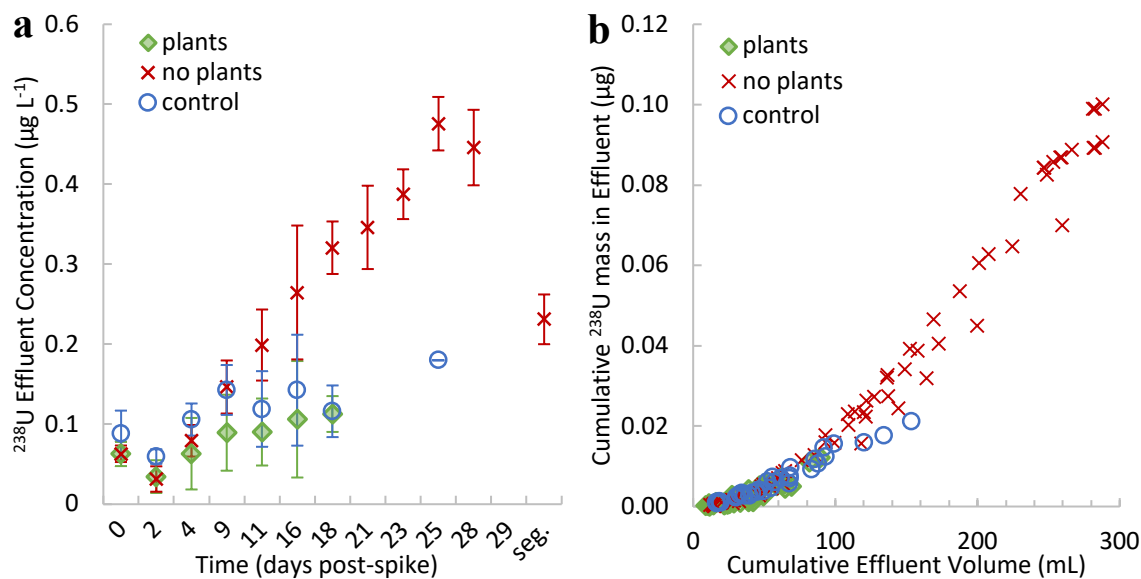 a
plants
no plants
control
²³⁸U Effluent Concentration (µg L⁻¹)
0.6
0.5
0.4
0.3
0.2
0.1
0
0 2 4 9 11 16 18 21 23 25 28 29 seg.
Time (days post-spike)
b
plants
no plants
control
Cumulative ²³⁸U mass in Effluent (µg)
0.12
0.10
0.08
0.06
0.04
0.02
0.00
0 100 200 300
Cumulative Effluent Volume (mL)